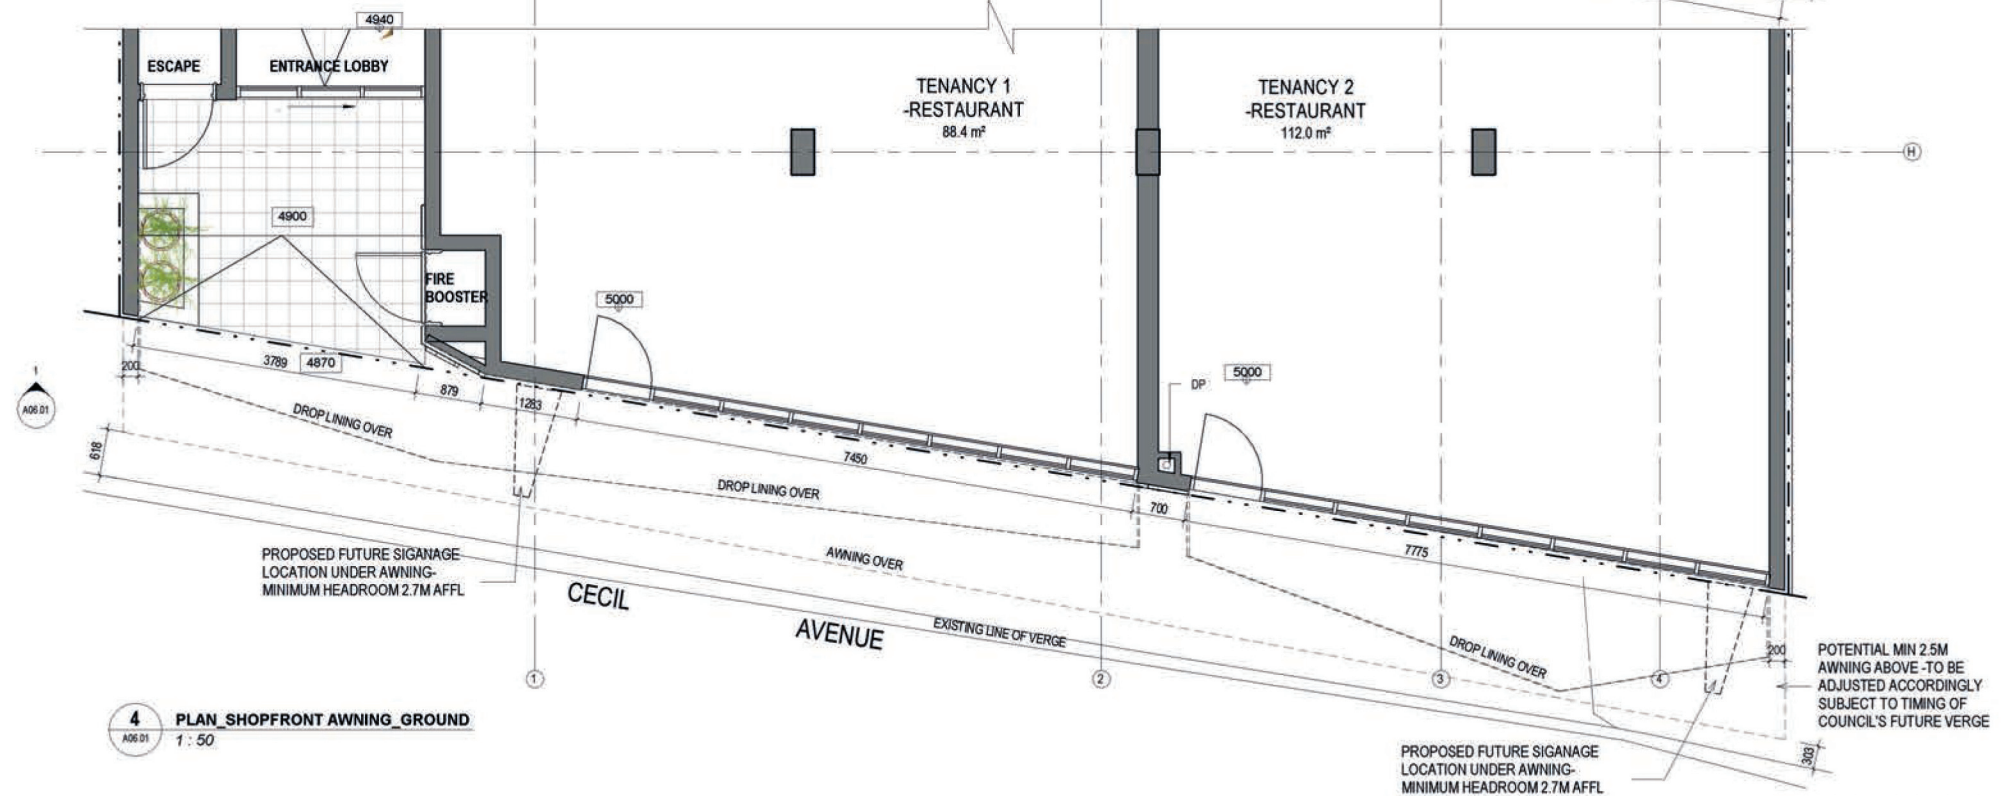 4940
ESCAPE
ENTRANCE LOBBY
TENANCY 1
-RESTAURANT
88.4 m²
TENANCY 2
-RESTAURANT
112.0 m²
H
4900
FIRE
BOOSTER
5000
5000
DP
3789
4870
200
879
1283
1
A06.01
DROP LINING OVER
618
7450
DROP LINING OVER
700
7775
AWNING OVER
PROPOSED FUTURE SIGANAGE
LOCATION UNDER AWNING-
MINIMUM HEADROOM 2.7M AFFL
CECIL
AVENUE
EXISTING LINE OF VERGE
DROP LINING OVER
200
1
2
3
4
POTENTIAL MIN 2.5M
AWNING ABOVE -TO BE
ADJUSTED ACCORDINGLY
SUBJECT TO TIMING OF
COUNCIL'S FUTURE VERGE
4
A06.01
PLAN_SHOPFRONT AWNING_GROUND
1 : 50
303
PROPOSED FUTURE SIGANAGE
LOCATION UNDER AWNING-
MINIMUM HEADROOM 2.7M AFFL